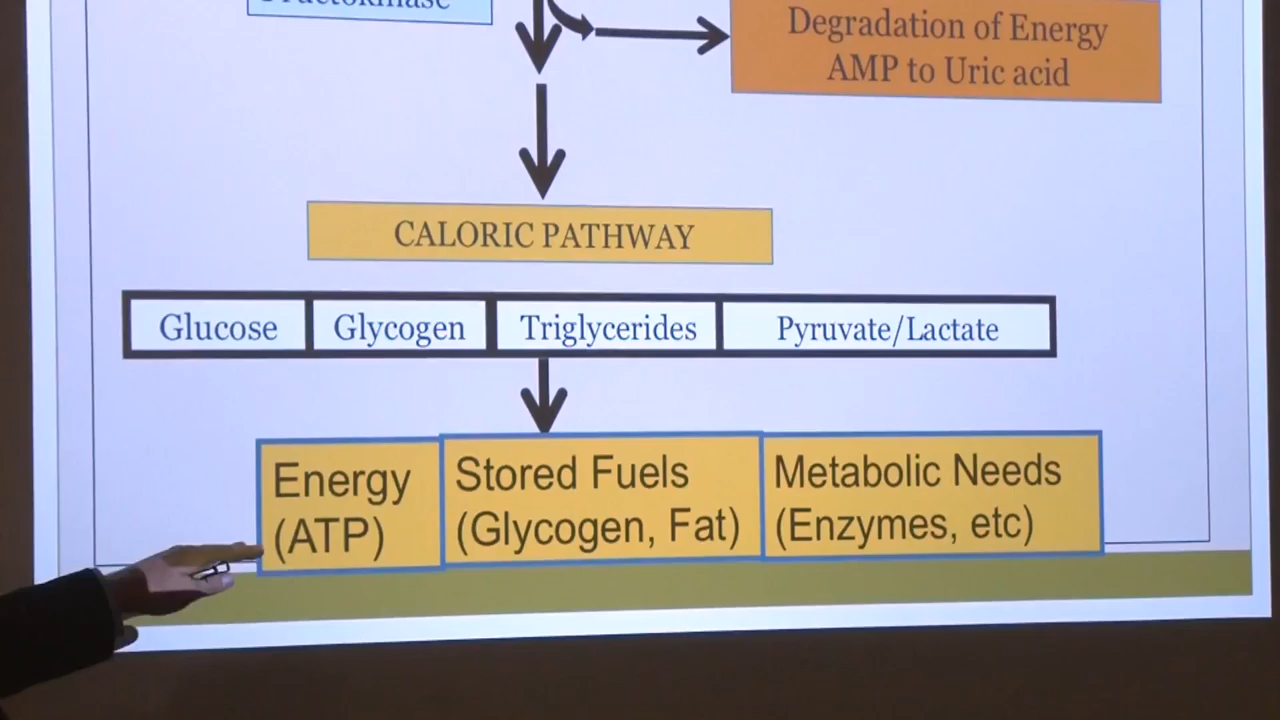 Fructokinase
Degradation of Energy
AMP to Uric acid
CALORIC PATHWAY
Glucose
Glycogen
Triglycerides
Pyruvate/Lactate
Energy
(ATP)
Stored Fuels
(Glycogen, Fat)
Metabolic Needs
(Enzymes, etc)